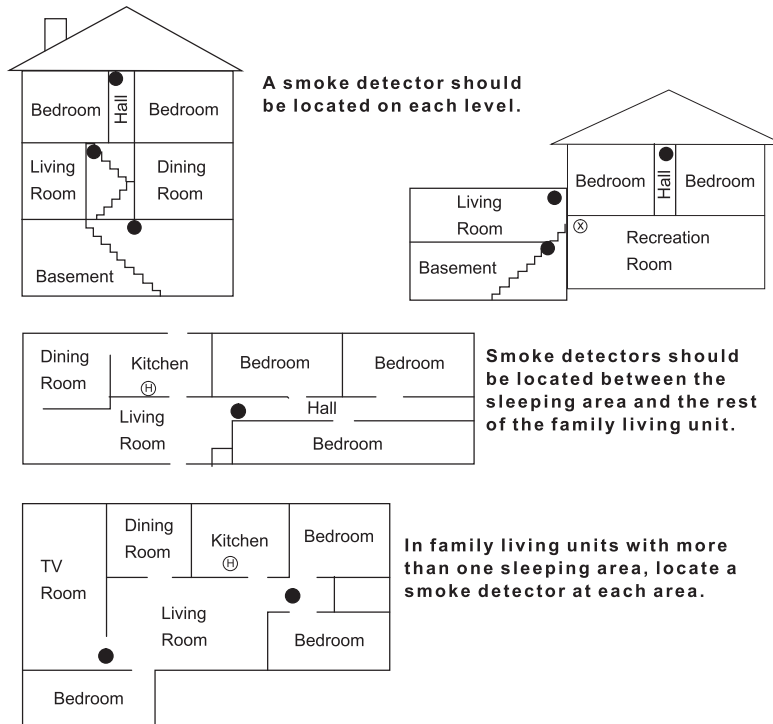 A smoke detector should
be located on each level.
Bedroom
Hall
Bedroom
Living
Room
Dining
Room
Basement
Bedroom
Hall
Bedroom
Living
Room
X
Recreation
Room
Basement
Dining
Room
Kitchen
H
Bedroom
Bedroom
Living
Room
Hall
Bedroom
Smoke detectors should
be located between the
sleeping area and the rest
of the family living unit.
TV
Room
Dining
Room
Kitchen
H
Bedroom
Living
Room
Bedroom
Bedroom
In family living units with more
than one sleeping area, locate a
smoke detector at each area.